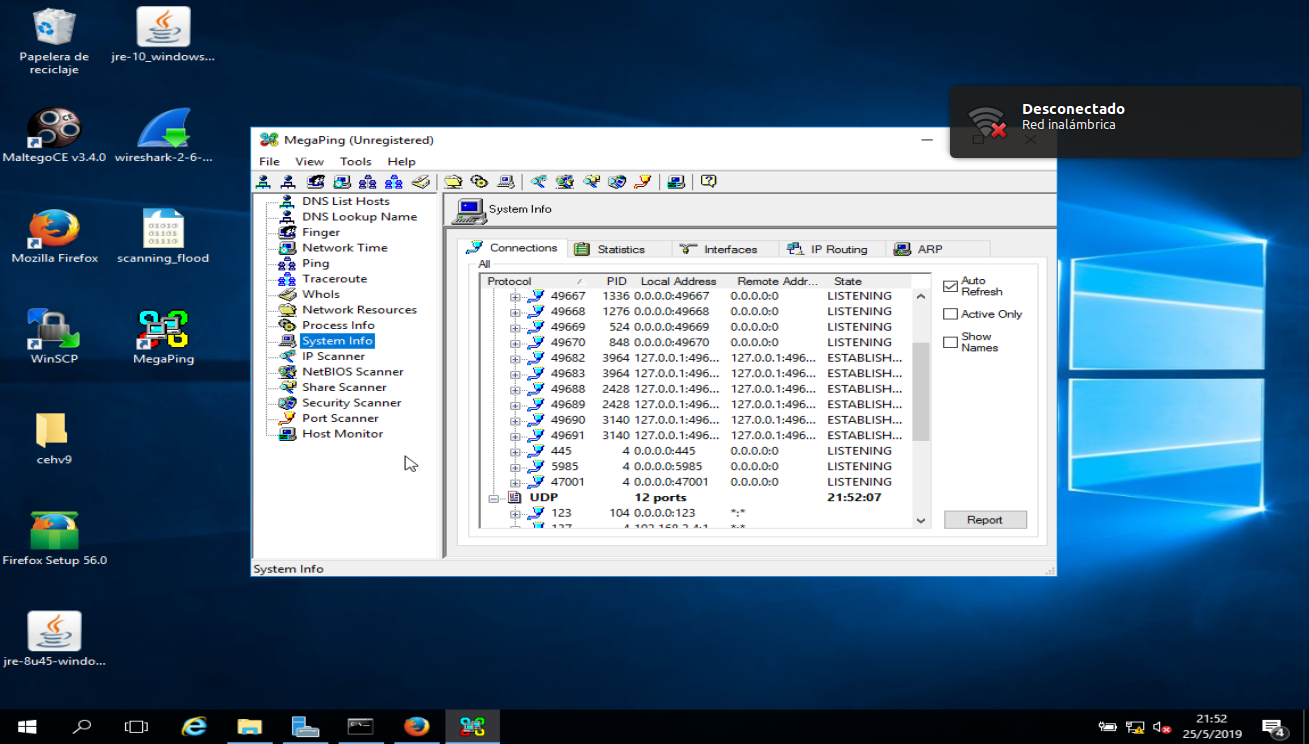 Papelera de
reciclaje
jre-10_windows...
MaltegoCE v3.4.0
wireshark-2-6-...
Mozilla Firefox
scanning_flood
WinSCP
MegaPing
cehv9
Firefox Setup 56.0
jre-8u45-windo...
Desconectado
Red inalámbrica
MegaPing (Unregistered)
File View Tools Help
DNS List Hosts
DNS Lookup Name
Finger
Network Time
Ping
Traceroute
WhoIs
Network Resources
Process Info
System Info
IP Scanner
NetBIOS Scanner
Share Scanner
Security Scanner
Port Scanner
Host Monitor
System Info
Connections Statistics Interfaces IP Routing ARP
All
Protocol PID Local Address Remote Addr... State
49667 1336 0.0.0.0:49667 0.0.0.0:0 LISTENING
49668 1276 0.0.0.0:49668 0.0.0.0:0 LISTENING
49669 524 0.0.0.0:49669 0.0.0.0:0 LISTENING
49670 848 0.0.0.0:49670 0.0.0.0:0 LISTENING
49682 3964 127.0.0.1:496... 127.0.0.1:496... ESTABLISH...
49683 3964 127.0.0.1:496... 127.0.0.1:496... ESTABLISH...
49688 2428 127.0.0.1:496... 127.0.0.1:496... ESTABLISH...
49689 2428 127.0.0.1:496... 127.0.0.1:496... ESTABLISH...
49690 3140 127.0.0.1:496... 127.0.0.1:496... ESTABLISH...
49691 3140 127.0.0.1:496... 127.0.0.1:496... ESTABLISH...
445 4 0.0.0.0:445 0.0.0.0:0 LISTENING
5985 4 0.0.0.0:5985 0.0.0.0:0 LISTENING
47001 4 0.0.0.0:47001 0.0.0.0:0 LISTENING
UDP 12 ports 21:52:07
123 104 0.0.0.0:123 *:*
Auto
Refresh
Active Only
Show
Names
Report
System Info
21:52
25/5/2019
4